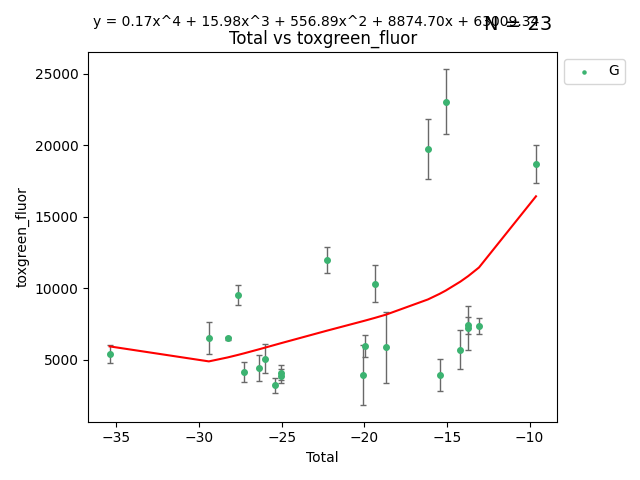 y = 0.17x^4 + 15.98x^3 + 556.89x^2 + 8874.70x + 63009.34
N = 23
Total vs toxgreen_fluor
G
25000
20000
15000
10000
5000
toxgreen_fluor
−35
−30
−25
−20
−15
−10
Total